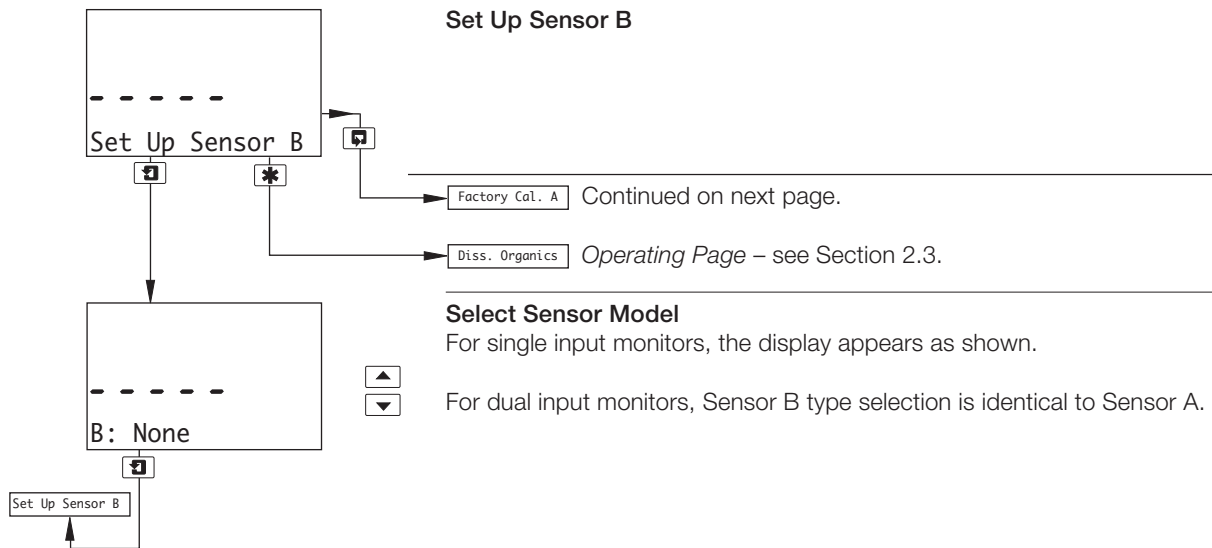 Set Up Sensor B
– – – – –
Set Up Sensor B
Factory Cal. A Continued on next page.
Diss. Organics Operating Page – see Section 2.3.
Select Sensor Model
For single input monitors, the display appears as shown.
For dual input monitors, Sensor B type selection is identical to Sensor A.
– – – – –
B: None
Set Up Sensor B